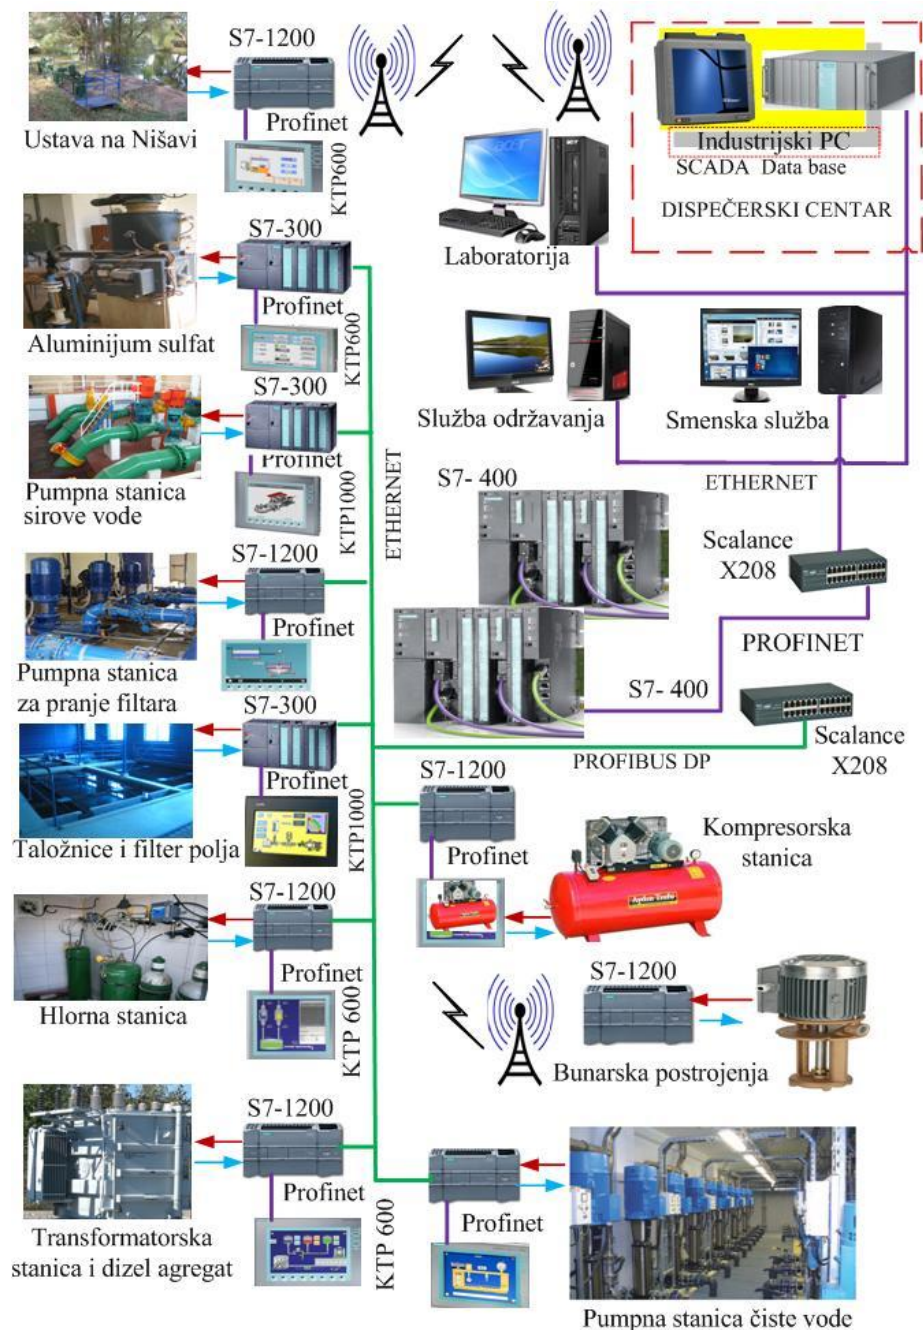 S7-1200
Profinet
KTP600
Ustava na Nišavi
Industrijski PC
SCADA Data base
DISPEČERSKI CENTAR
acer
Laboratorija
S7-300
Profinet
KTP600
Aluminijum sulfat
S7-300
Profinet
KTP1000
Pumpna stanica
sirove vode
ETHERNET
Služba održavanja
Smenska služba
ETHERNET
S7- 400
Scalance
X208
PROFINET
S7- 400
Scalance
X208
PROFIBUS DP
S7-1200
Profinet
Pumpna stanica
za pranje filtara
S7-300
Profinet
KTP1000
Taložnice i filter polja
S7-1200
Profinet
Kompresorska
stanica
S7-1200
Profinet
KTP 600
Hlorna stanica
S7-1200
Bunarska postrojenja
S7-1200
Profinet
KTP 600
Transformatorska
stanica i dizel agregat
Profinet
Pumpna stanica čiste vode